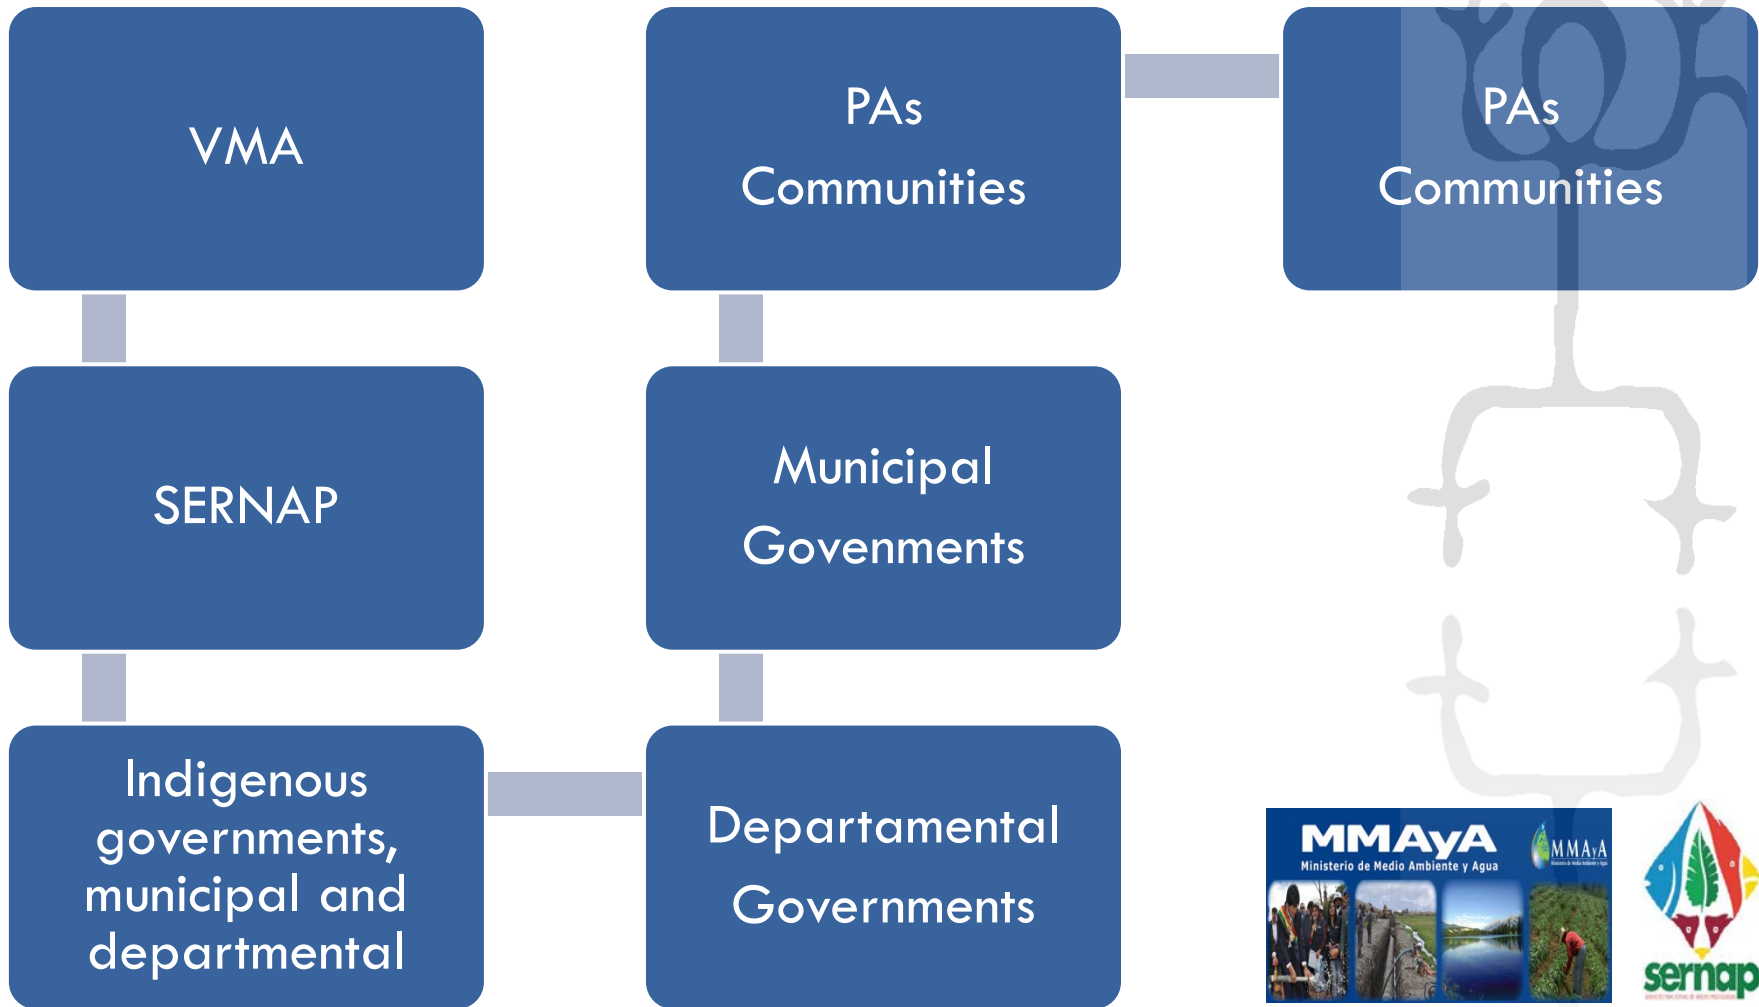 VMA
SERNAP
Indigenous
governments,
municipal and
departmental
Departamental
Governments
Municipal
Govenments
PAs
Communities
PAs
Communities
MMAyA
Ministerio de Medio Ambiente y Agua
MMAyA
sernap